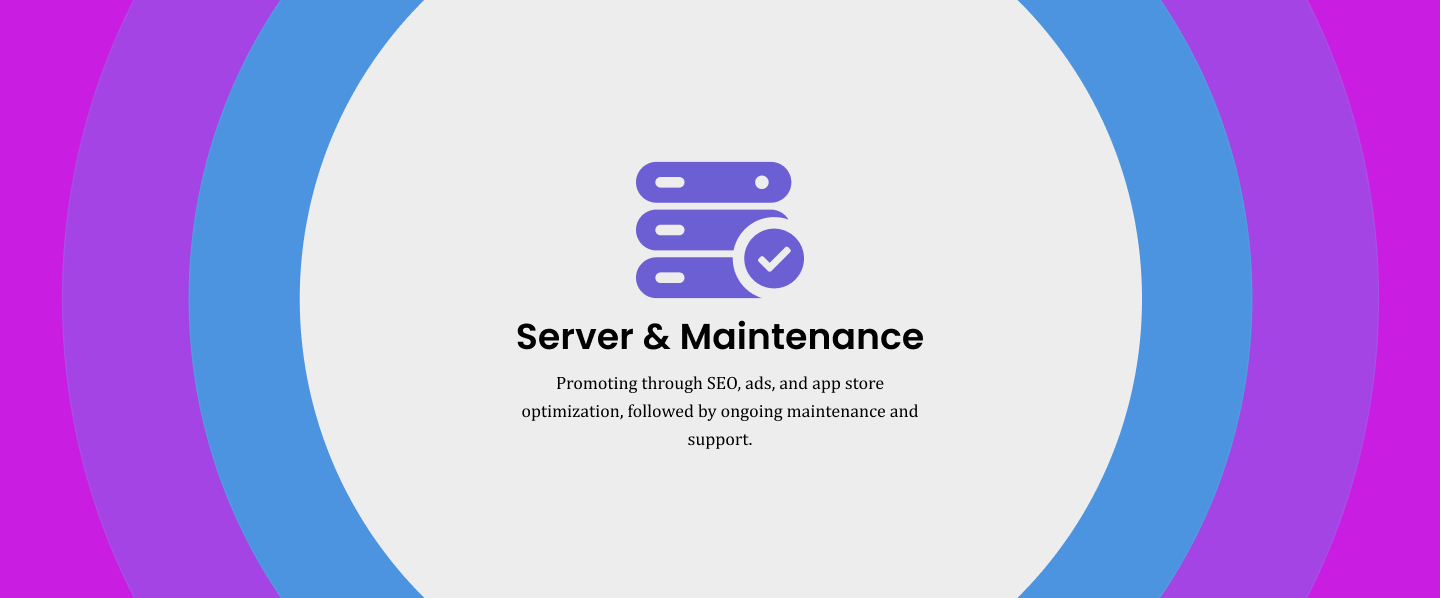 Server & Maintenance
Promoting through SEO, ads, and app store
optimization, followed by ongoing maintenance and
support.